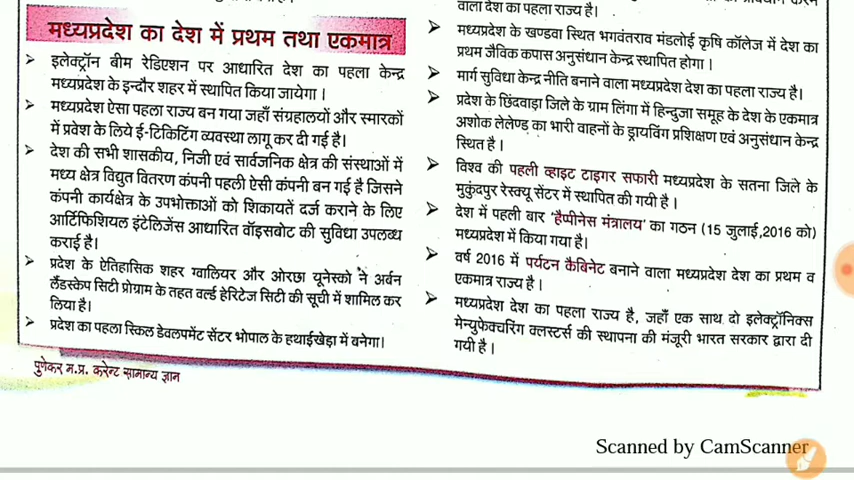 मध्यप्रदेश का देश में प्रथम तथा एकमात्र
➢ इलेक्ट्रॉन बीम रेडिएशन पर आधारित देश का पहला केन्द्र
मध्यप्रदेश के इन्दौर शहर में स्थापित किया जायेगा।
➢ मध्यप्रदेश ऐसा पहला राज्य बन गया जहाँ संग्रहालयों और स्मारकों
में प्रवेश के लिये ई-टिकिटिंग व्यवस्था लागू कर दी गई है।
➢ देश की सभी शासकीय, निजी एवं सार्वजनिक क्षेत्र की संस्थाओं में
मध्य क्षेत्र विद्युत वितरण कंपनी पहली ऐसी कंपनी बन गई है जिसने
कंपनी कार्यक्षेत्र के उपभोक्ताओं को शिकायतें दर्ज कराने के लिए
आर्टिफिशियल इंटेलिजेंस आधारित वॉइसबोट की सुविधा उपलब्ध
कराई है।
➢ प्रदेश के ऐतिहासिक शहर ग्वालियर और ओरछा यूनेस्को ने अर्बन
लैंडस्केप सिटी प्रोग्राम के तहत वर्ल्ड हेरिटेज सिटी की सूची में शामिल कर
लिया है।
➢ प्रदेश का पहला स्किल डेवलपमेंट सेंटर भोपाल के हथाईखेड़ा में बनेगा।
पुणेकर म.प्र. करेन्ट सामान्य ज्ञान
वाला देश का पहला राज्य है।
➢ मध्यप्रदेश के खण्डवा स्थित भगवंतराव मंडलोई कृषि कॉलेज में देश का
प्रथम जैविक कपास अनुसंधान केन्द्र स्थापित होगा।
➢ मार्ग सुविधा केन्द्र नीति बनाने वाला मध्यप्रदेश देश का पहला राज्य है।
➢ प्रदेश के छिंदवाड़ा जिले के ग्राम लिंगा में हिन्दुजा समूह के देश के एकमात्र
अशोक लेलेण्ड का भारी वाहनों के ड्रायविंग प्रशिक्षण एवं अनुसंधान केन्द्र
स्थित है।
➢ विश्व की पहली व्हाइट टाइगर सफारी मध्यप्रदेश के सतना जिले के
मुकुंदपुर रेस्क्यू सेंटर में स्थापित की गयी है।
➢ देश में पहली बार 'हैप्पीनेस मंत्रालय' का गठन (15 जुलाई,2016 को)
मध्यप्रदेश में किया गया है।
➢ वर्ष 2016 में पर्यटन कैबिनेट बनाने वाला मध्यप्रदेश देश का प्रथम व
एकमात्र राज्य है।
➢ मध्यप्रदेश देश का पहला राज्य है, जहाँ एक साथ दो इलेक्ट्रॉनिक्स
मेन्युफेक्चरिंग क्लस्टर्स की स्थापना की मंजूरी भारत सरकार द्वारा दी
गयी है।
Scanned by CamScanner